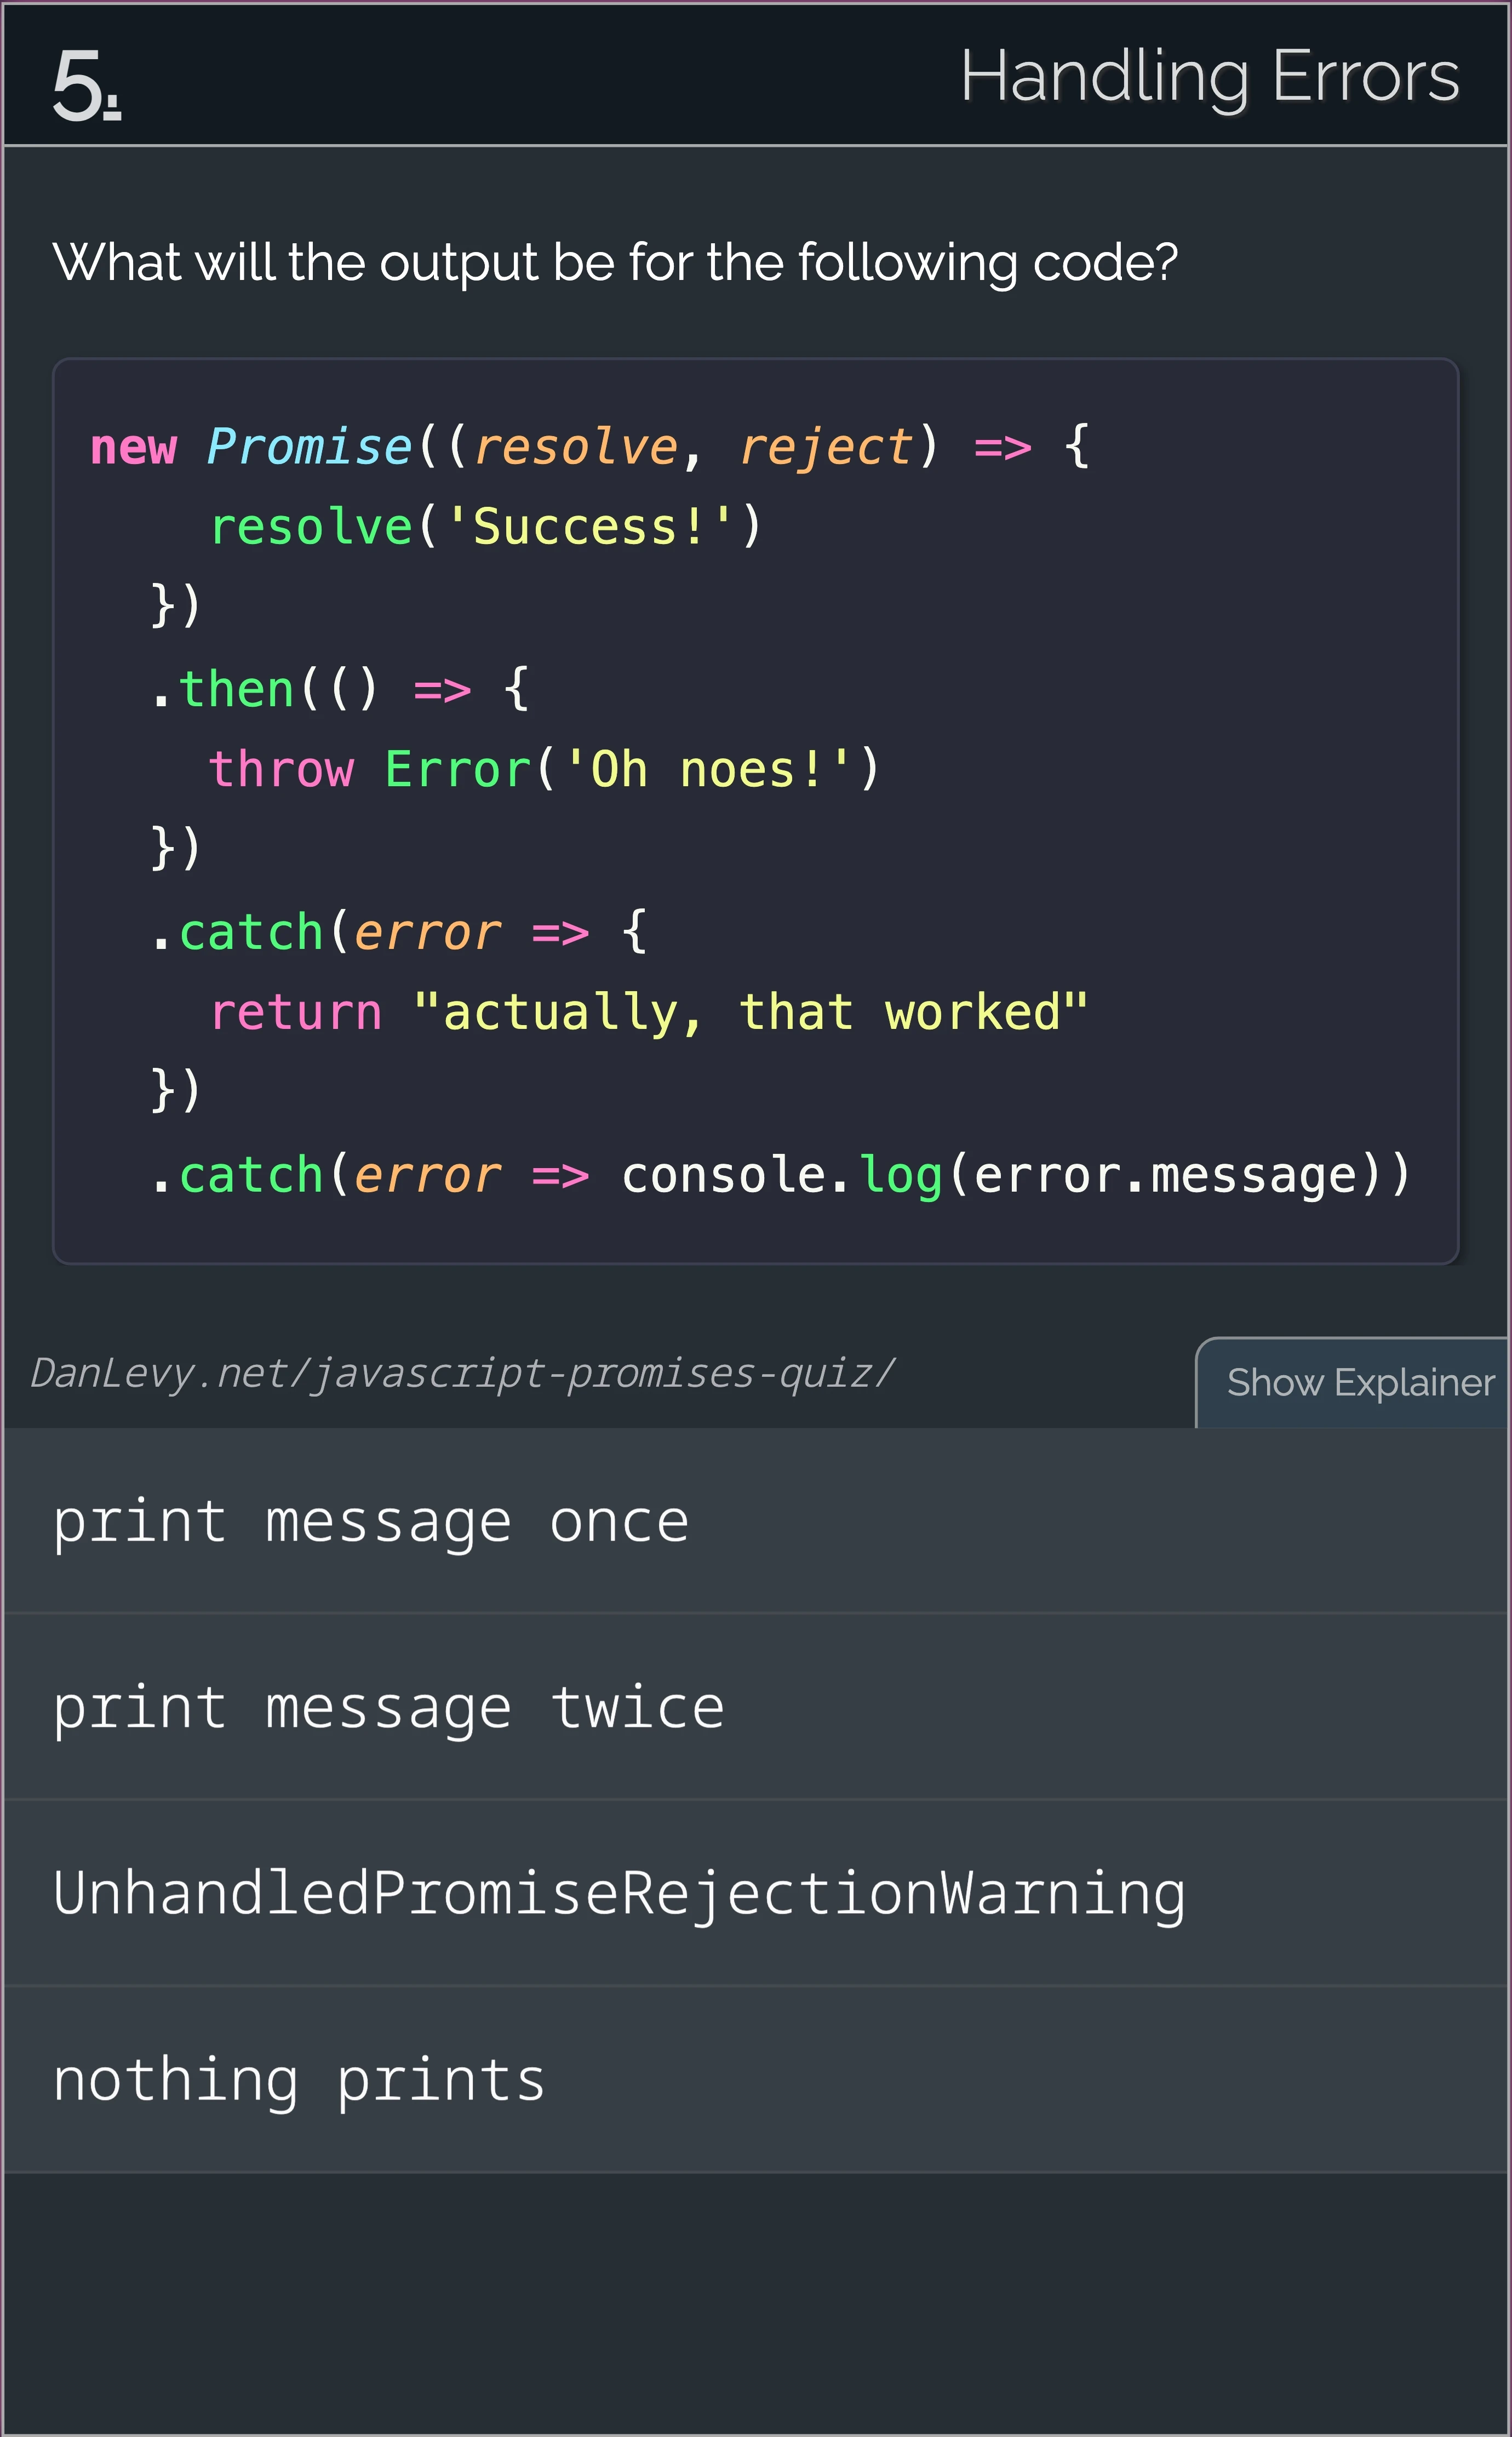 5.
Handling Errors
What will the output be for the following code?
new Promise((resolve, reject) => {
    resolve('Success!')
  })
  .then(() => {
    throw Error('Oh noes!')
  })
  .catch(error => {
    return "actually, that worked"
  })
  .catch(error => console.log(error.message))
DanLevy.net/javascript-promises-quiz/
Show Explainer
print message once
print message twice
UnhandledPromiseRejectionWarning
nothing prints